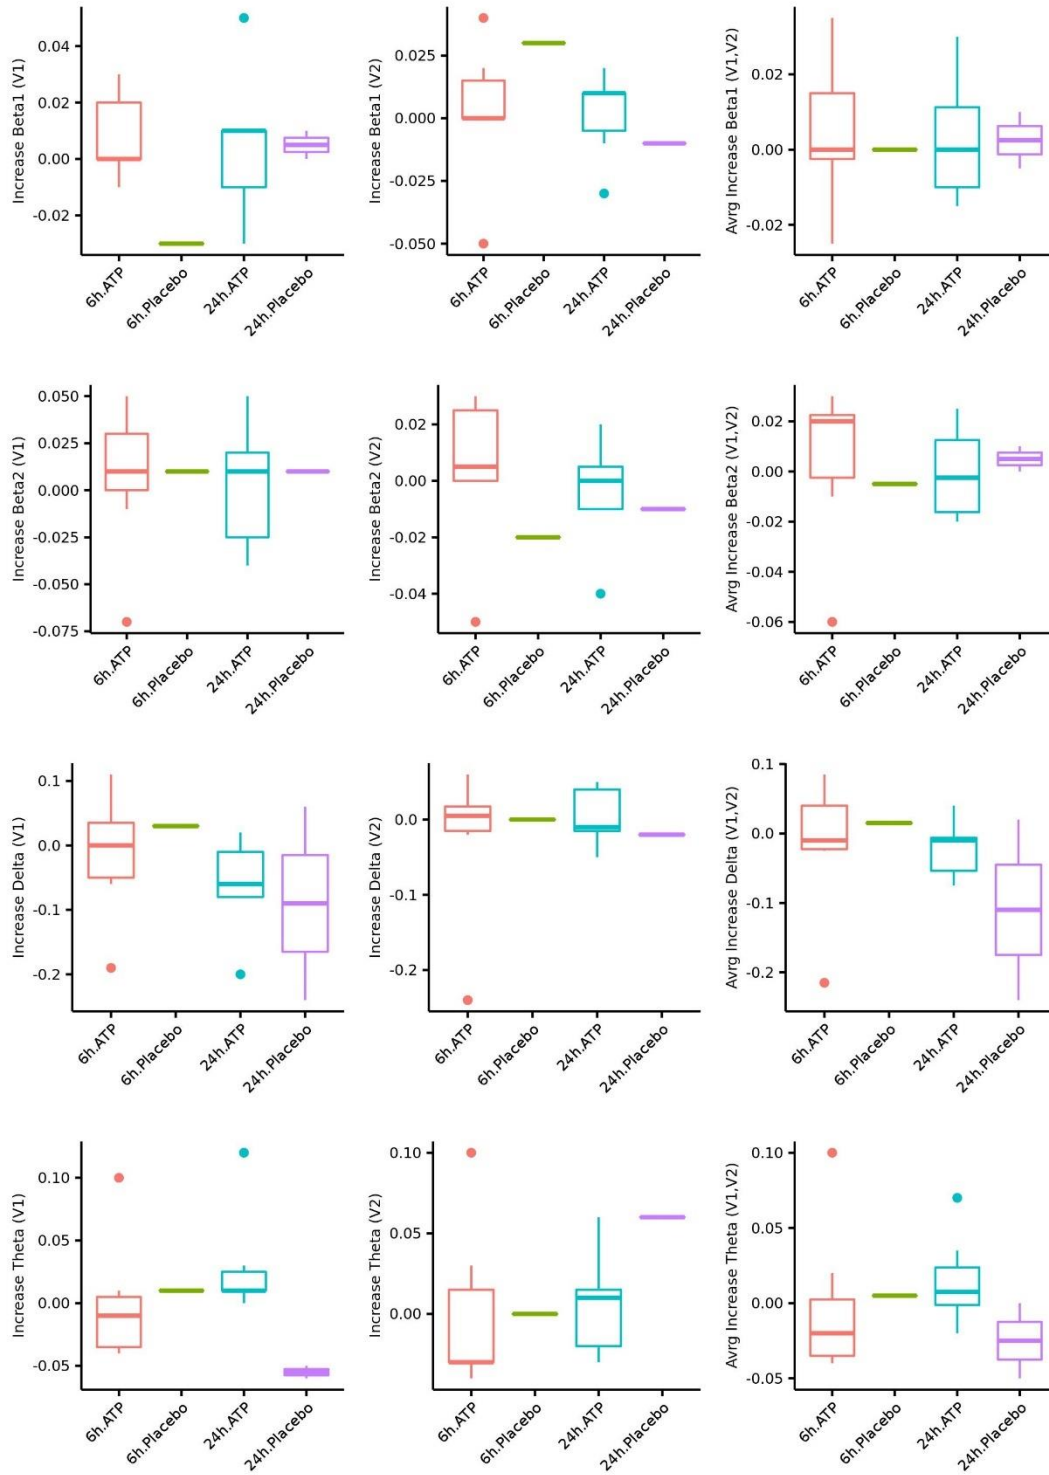 Increase Beta1 (V1)
0.04
0.02
0.00
-0.02
6h.ATP
6h.Placebo
24h.ATP
24h.Placebo
Increase Beta1 (V2)
0.025
0.000
-0.025
-0.050
6h.ATP
6h.Placebo
24h.ATP
24h.Placebo
Avrg Increase Beta1 (V1,V2)
0.02
0.00
-0.02
6h.ATP
6h.Placebo
24h.ATP
24h.Placebo
Increase Beta2 (V1)
0.050
0.025
0.000
-0.025
-0.050
-0.075
6h.ATP
6h.Placebo
24h.ATP
24h.Placebo
Increase Beta2 (V2)
0.02
0.00
-0.02
-0.04
6h.ATP
6h.Placebo
24h.ATP
24h.Placebo
Avrg Increase Beta2 (V1,V2)
0.02
0.00
-0.02
-0.04
-0.06
6h.ATP
6h.Placebo
24h.ATP
24h.Placebo
Increase Delta (V1)
0.1
0.0
-0.1
-0.2
6h.ATP
6h.Placebo
24h.ATP
24h.Placebo
Increase Delta (V2)
0.0
-0.1
-0.2
6h.ATP
6h.Placebo
24h.ATP
24h.Placebo
Avrg Increase Delta (V1,V2)
0.1
0.0
-0.1
-0.2
6h.ATP
6h.Placebo
24h.ATP
24h.Placebo
Increase Theta (V1)
0.10
0.05
0.00
-0.05
6h.ATP
6h.Placebo
24h.ATP
24h.Placebo
Increase Theta (V2)
0.10
0.05
0.00
6h.ATP
6h.Placebo
24h.ATP
24h.Placebo
Avrg Increase Theta (V1,V2)
0.10
0.05
0.00
-0.05
6h.ATP
6h.Placebo
24h.ATP
24h.Placebo